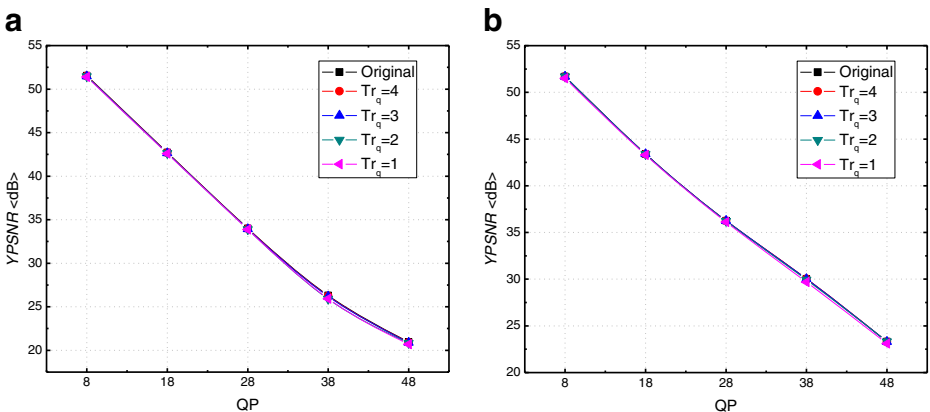 a
55
50
45
40
35
30
25
20
YPSNR <dB>
8 18 28 38 48
QP
Original
Trq=4
Trq=3
Trq=2
Trq=1
b
55
50
45
40
35
30
25
20
YPSNR <dB>
8 18 28 38 48
QP
Original
Trq=4
Trq=3
Trq=2
Trq=1